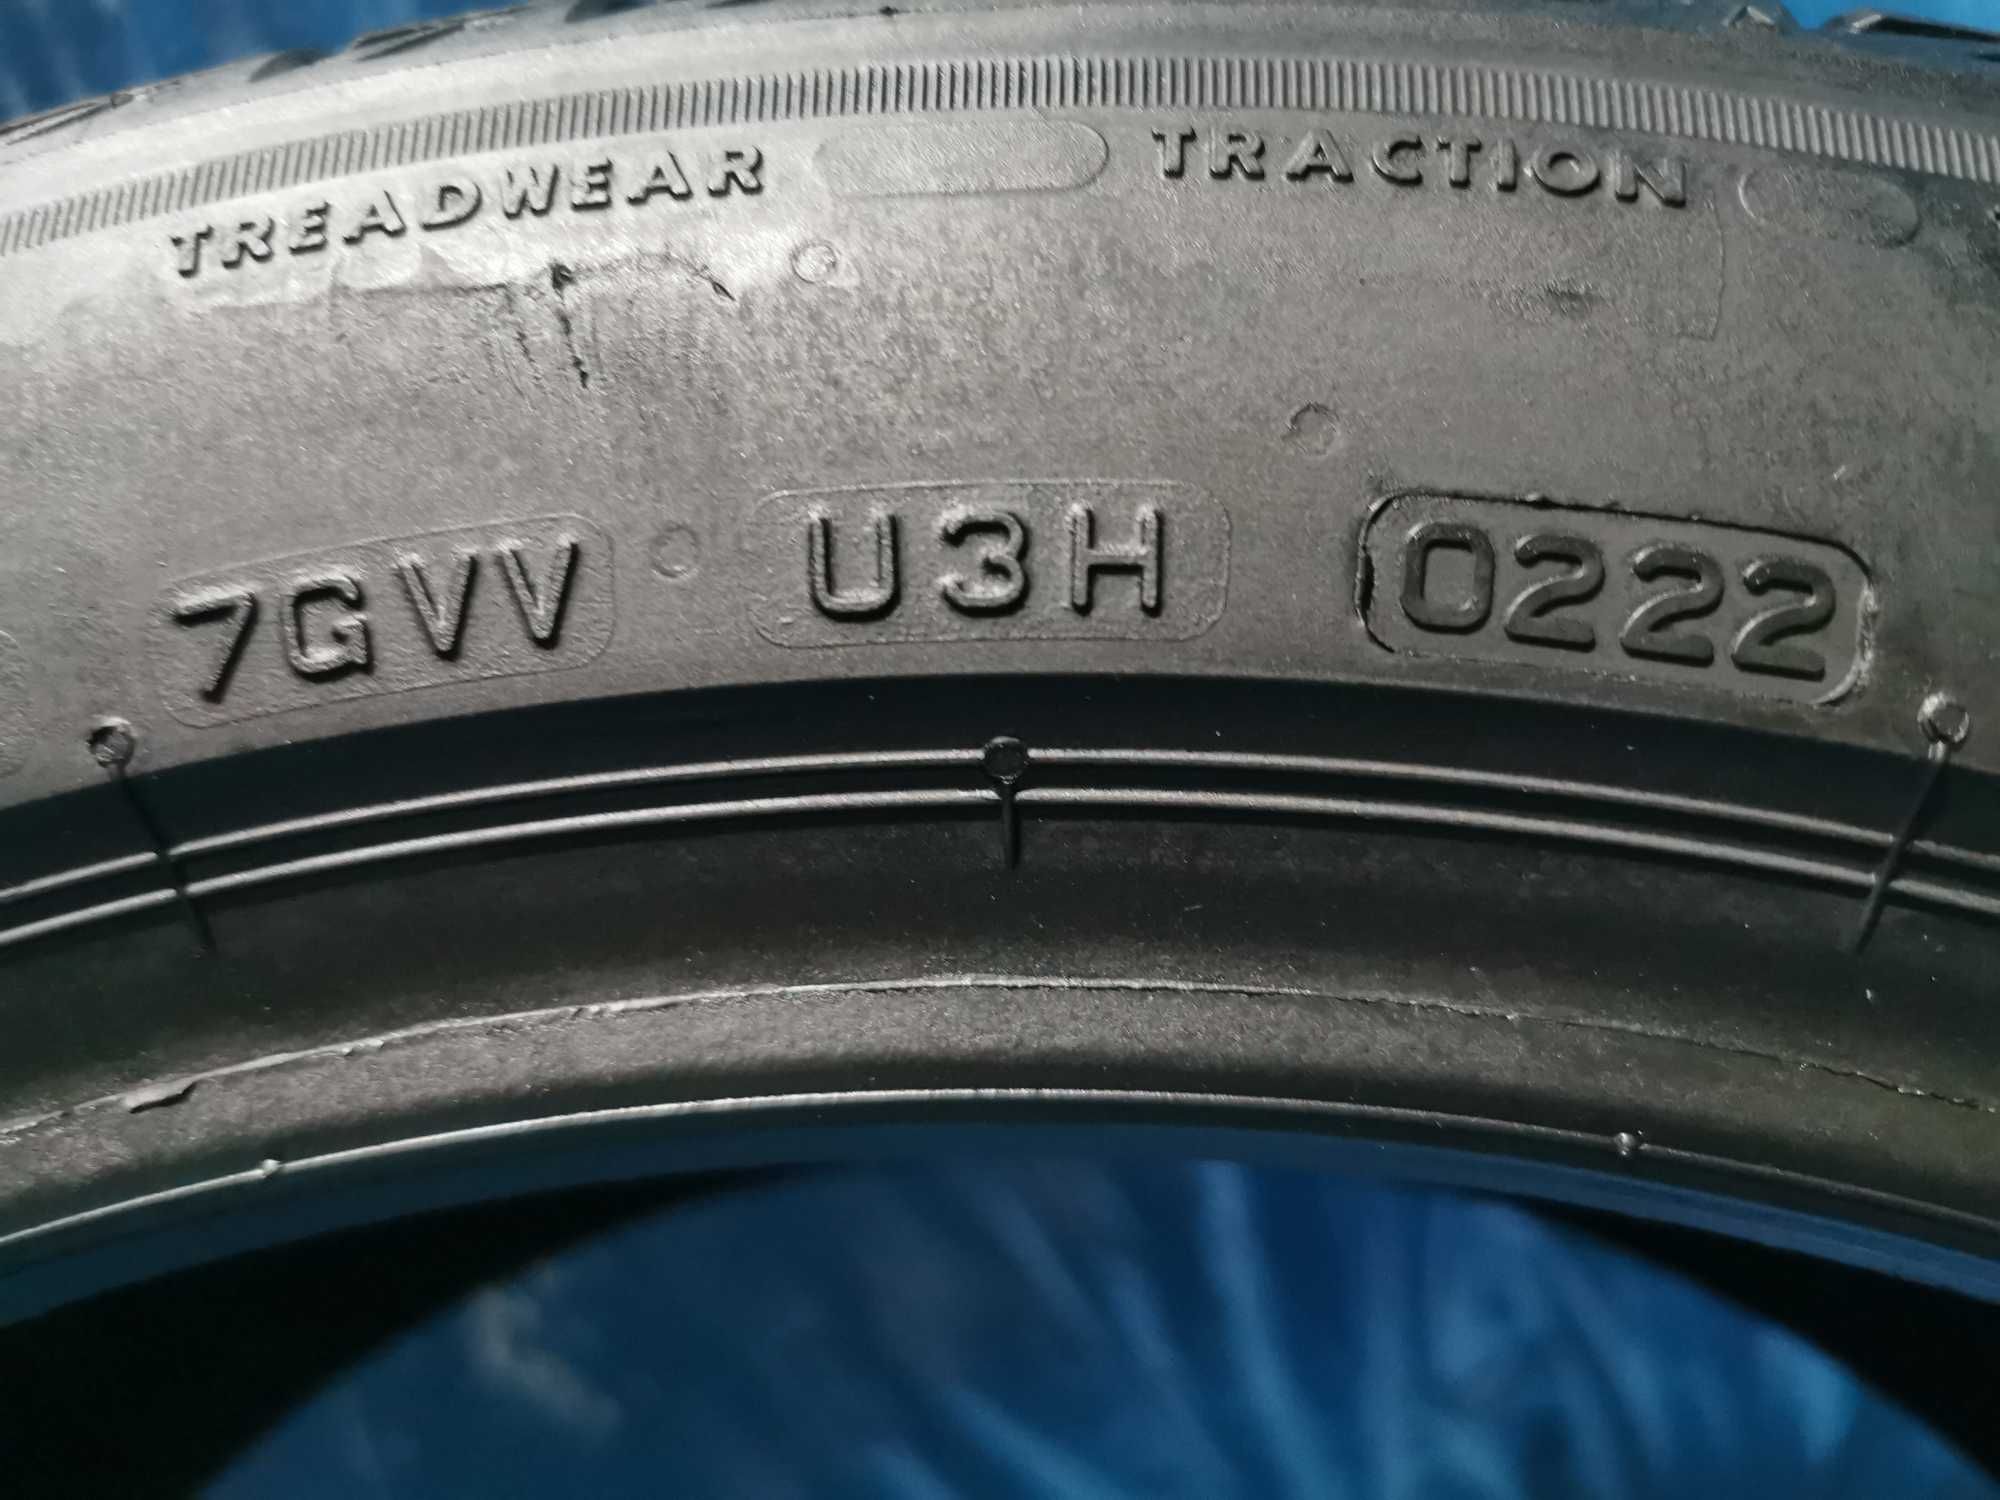 TREADWEAR TRACTION
7GVV U3H 0222